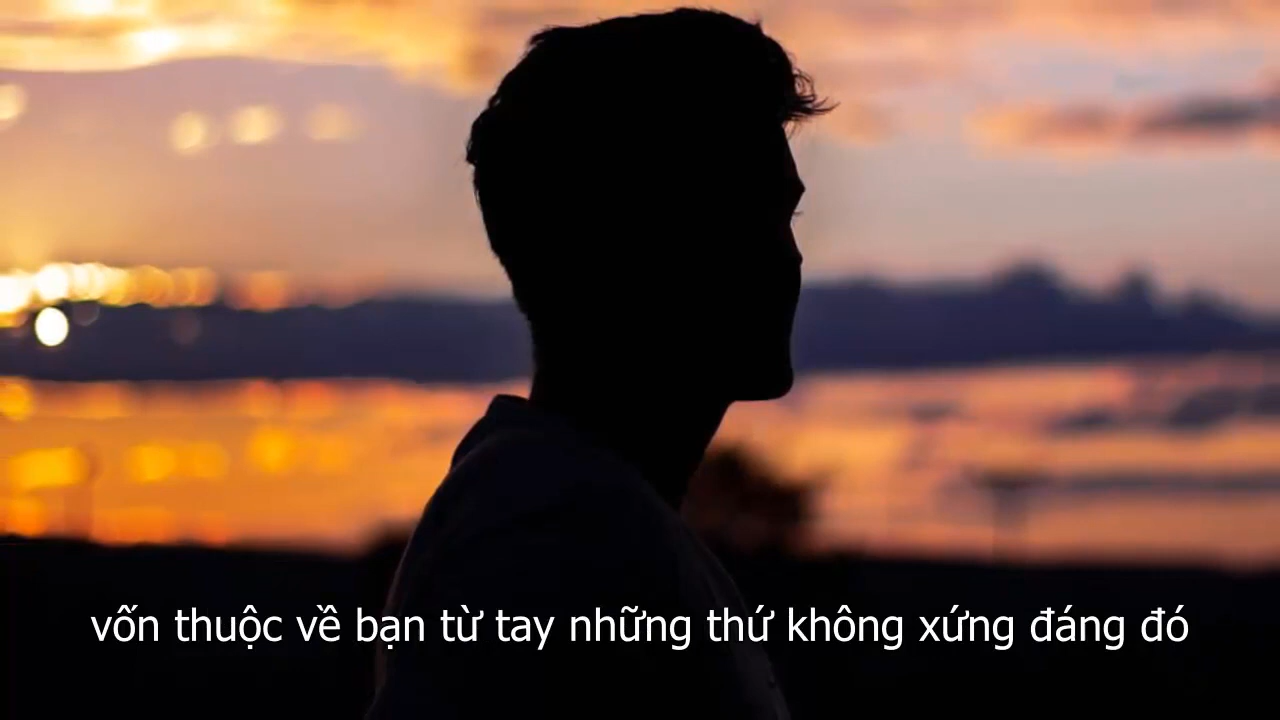 vốn thuộc về bạn từ tay những thứ không xứng đáng đó